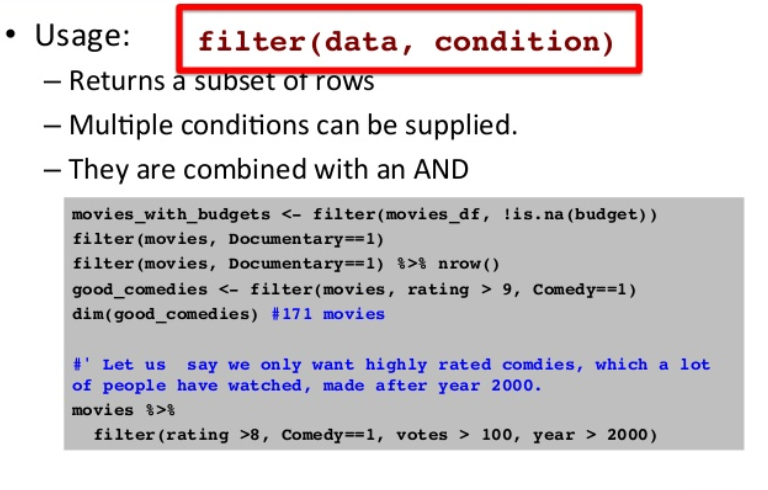 • Usage: filter(data, condition)
– Returns a subset of rows
– Multiple conditions can be supplied.
– They are combined with an AND
movies_with_budgets <- filter(movies_df, !is.na(budget))
filter(movies, Documentary==1)
filter(movies, Documentary==1) %>% nrow()
good_comedies <- filter(movies, rating > 9, Comedy==1)
dim(good_comedies) #171 movies
#' Let us  say we only want highly rated comdies, which a lot
of people have watched, made after year 2000.
movies %>%
  filter(rating >8, Comedy==1, votes > 100, year > 2000)